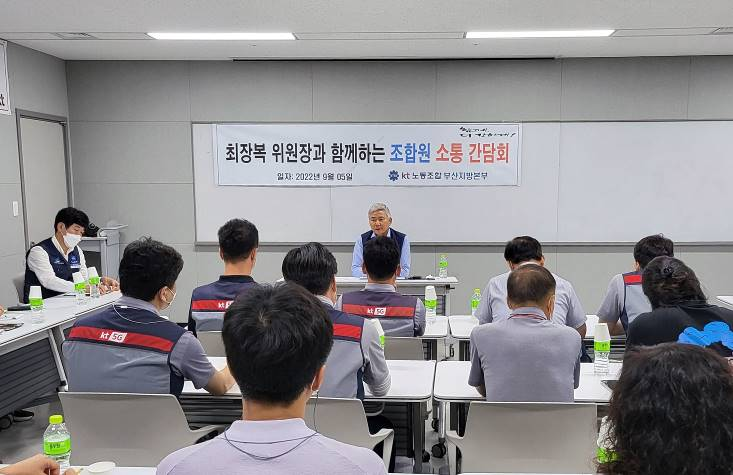 최장복 위원장과 함께하는 조합원 소통 간담회
일자: 2022년 9월 05일
kt 노동조합 부산지방본부
kt
kt 5G